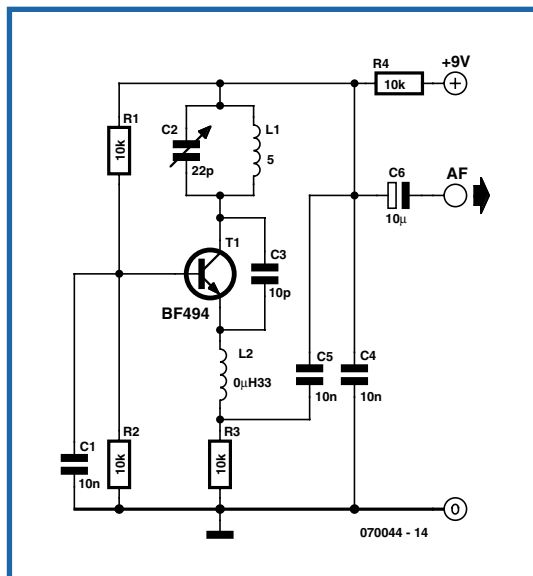 +9V
R4
10k
R1
10k
C2
22p
L1
5
C6
10µ
AF
T1
C3
10p
BF494
L2
0µH33
C5
10n
C4
10n
C1
10n
R2
10k
R3
10k
0
070044 - 14